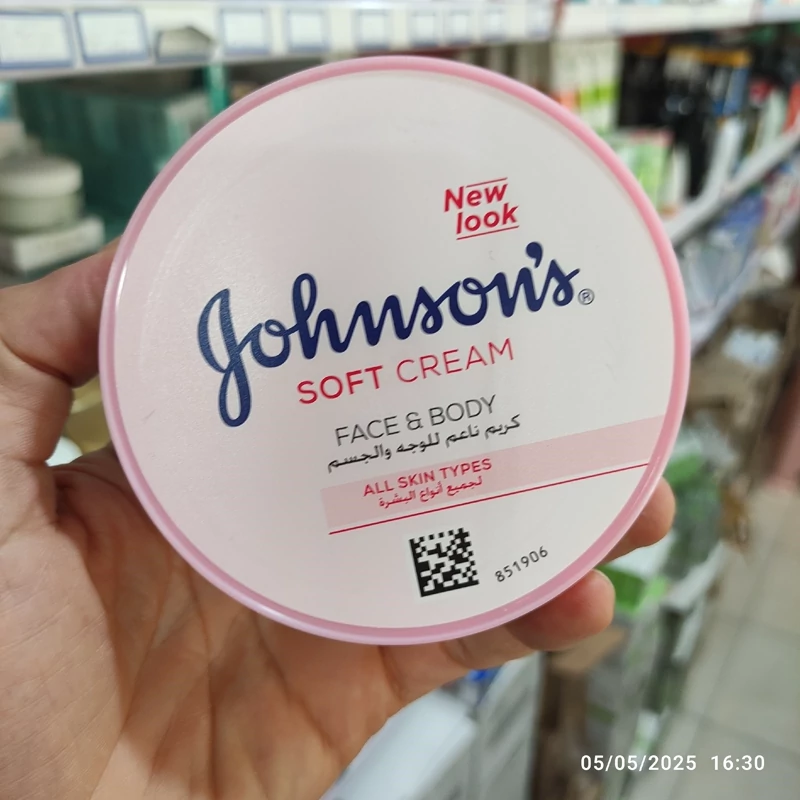 New
look
Johnson's®
SOFT CREAM
FACE & BODY
كريم ناعم للوجه والجسم
ALL SKIN TYPES
لجميع أنواع البشرة
851906
05/05/2025 16:30